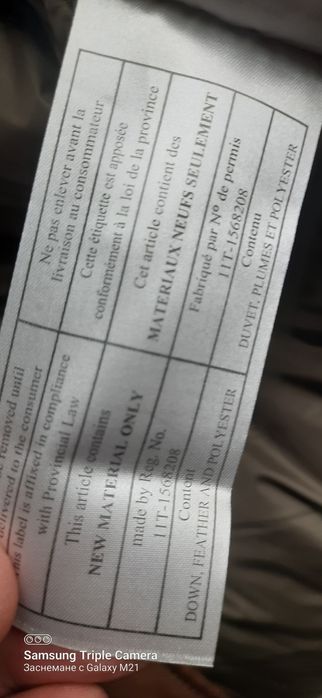 removed until
delivered to the consumer
this label is affixed in compliance
with Provincial Law
This article contains
NEW MATERIAL ONLY
made by Reg. No.
11T-1568208
Content
DOWN, FEATHER AND POLYESTER
Ne pas enlever avant la
livraison au consommateur
Cette étiquette est apposée
conformément à la loi de la province
Cet article contient des
MATERIAUX NEUFS SEULEMENT
Fabriqué par Nº de permis
11T-1568208
Contenu
DUVET, PLUMES ET POLYESTER
Samsung Triple Camera
Заснемане с Galaxy M21